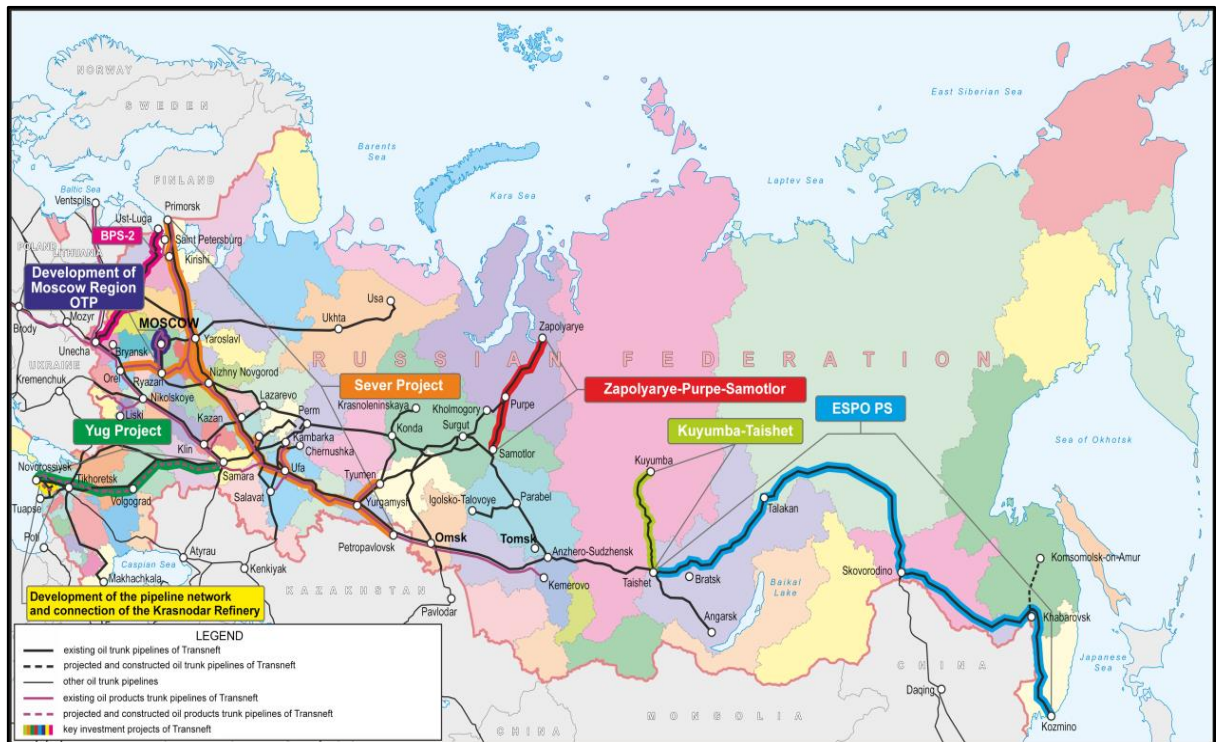 NORWAY
SWEDEN
FINLAND
Barents
Sea
Kara Sea
Laptev Sea
East Siberian Sea
Baltic Sea
Ventspils
Primorsk
Ust-Luga
BPS-2
Saint Petersburg
Kirishi
POLAND
LITHUANIA
Development of
Moscow Region
OTP
Usa
Ukhta
Mozyr
MOSCOW
Yaroslavl
Zapolyarye
Brody
Unecha
Bryansk
RUSSIAN FEDERATION
UKRAINE
Kremenchuk
Orel
Ryazan
Nizhny Novgorod
Sever Project
Zapolyarye-Purpe-Samotlor
Nikolskoye
Lazarevo
Perm
Krasnoleninskaya
Kholmogory
Purpe
ESPO PS
Liski
Kazan
Konda
Surgut
Yug Project
Kambarka
Chernushka
Kuyumba-Taishet
Sea of Okhotsk
Klin
Samotlor
Novorossiysk
Tikhoretsk
Samara
Ufa
Tyumen
Kuyumba
Volgograd
Salavat
Yurgamysh
Igolsko-Talovoye
Parabel
Talakan
Tuapse
Petropavlovsk
Omsk
Tomsk
Anzhero-Sudzhensk
Komsomolsk-on-Amur
Poti
Atyrau
Caspian Sea
Kenkiyak
Taishet
Bratsk
Skovorodino
Makhachkala
KAZAKHSTAN
Kemerovo
Baikal
Lake
Khabarovsk
Development of the pipeline network
and connection of the Krasnodar Refinery
Pavlodar
Angarsk
Japanese
Sea
CHINA
Daqing
MONGOLIA
Kozmino
CHINA
LEGEND
existing oil trunk pipelines of Transneft
projected and constructed oil trunk pipelines of Transneft
other oil trunk pipelines
existing oil products trunk pipelines of Transneft
projected and constructed oil products trunk pipelines of Transneft
key investment projects of Transneft